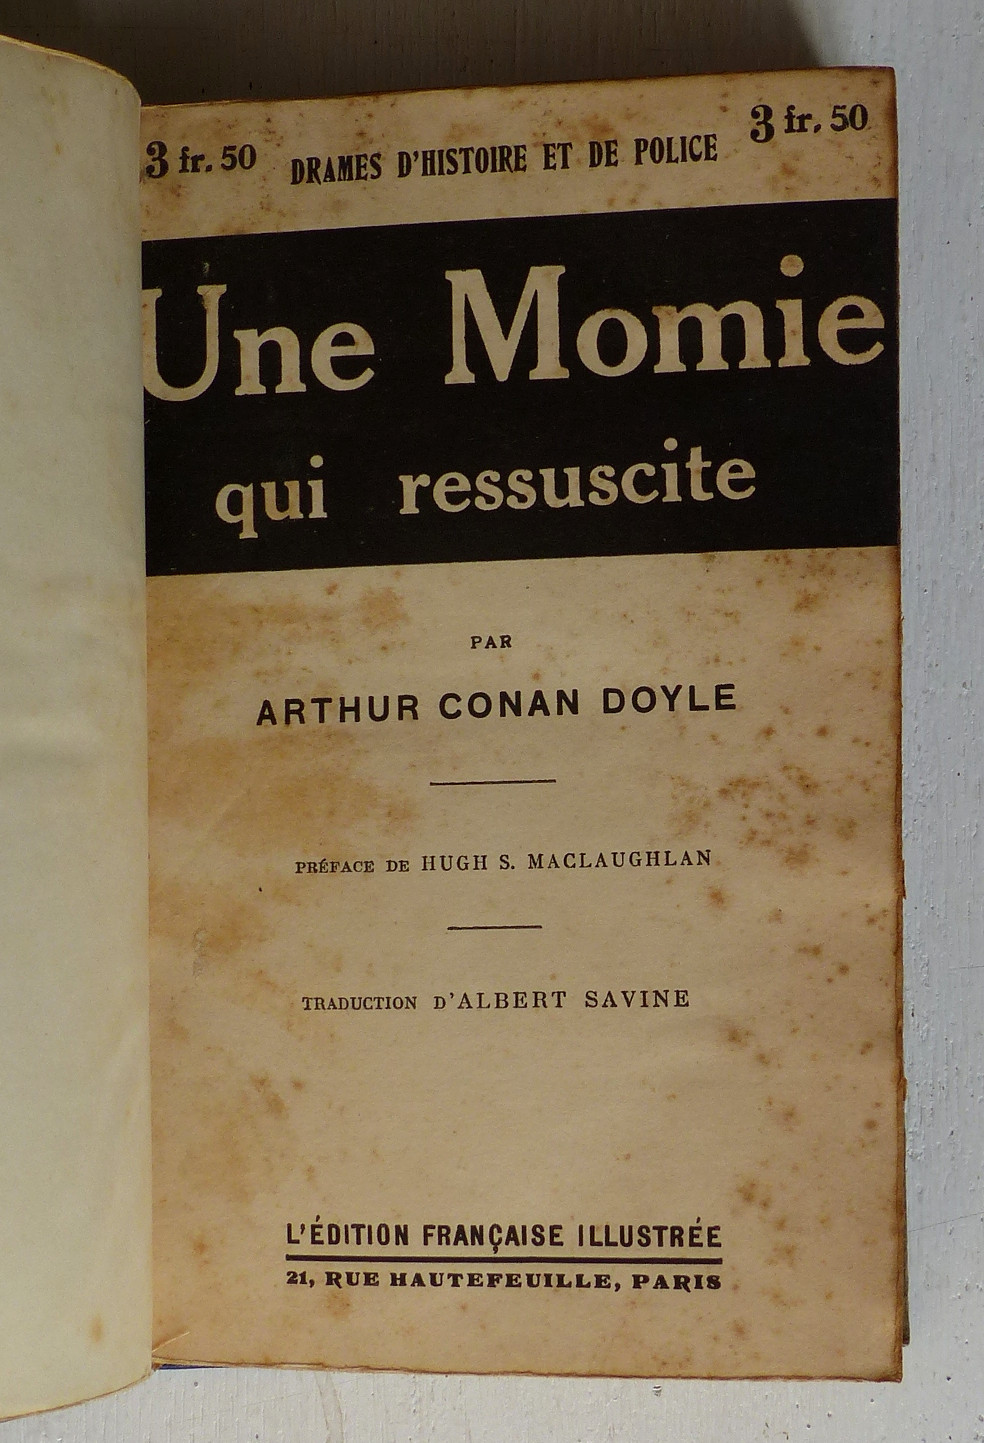 3 fr. 50 DRAMES D'HISTOIRE ET DE POLICE 3 fr. 50
Une Momie
qui ressuscite
PAR
ARTHUR CONAN DOYLE
PRÉFACE DE HUGH S. MACLAUGHLAN
TRADUCTION D'ALBERT SAVINE
L'ÉDITION FRANÇAISE ILLUSTRÉE
21, RUE HAUTEFEUILLE, PARIS